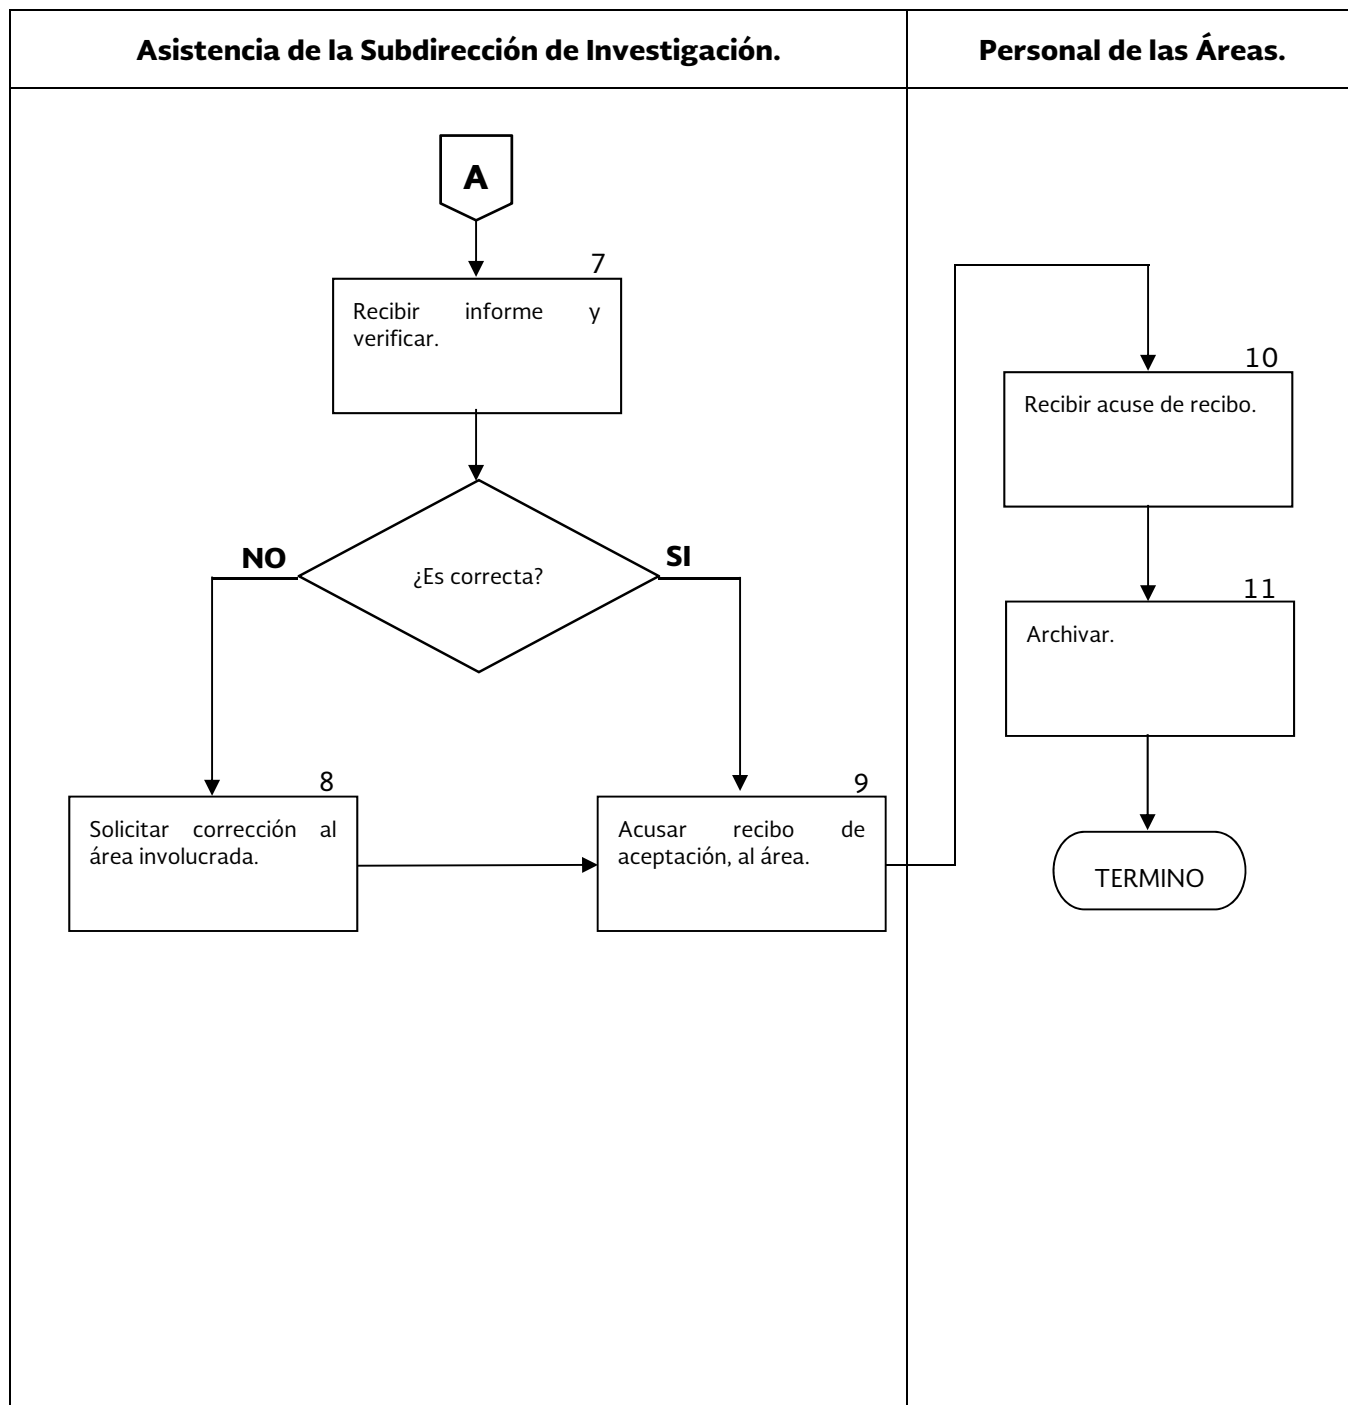 Asistencia de la Subdirección de Investigación.
Personal de las Áreas.
A
7
Recibir informe y
verificar.
¿Es correcta?
NO
SI
8
Solicitar corrección al
área involucrada.
9
Acusar recibo de
aceptación, al área.
10
Recibir acuse de recibo.
11
Archivar.
TERMINO